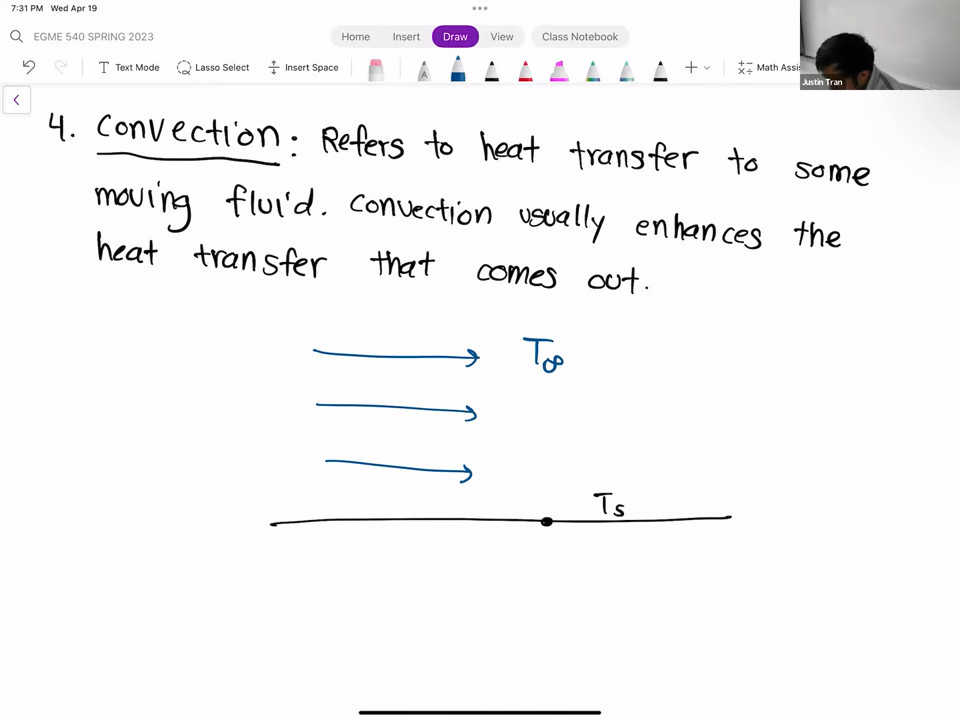 7:31 PM Wed Apr 19
EGME 540 SPRING 2023
Home Insert Draw View Class Notebook
Text Mode Lasso Select Insert Space A Math Assis
Justin Tran
4. Convection: Refers to heat transfer to some
moving fluid. convection usually enhances the
heat transfer that comes out.
T∞
Ts